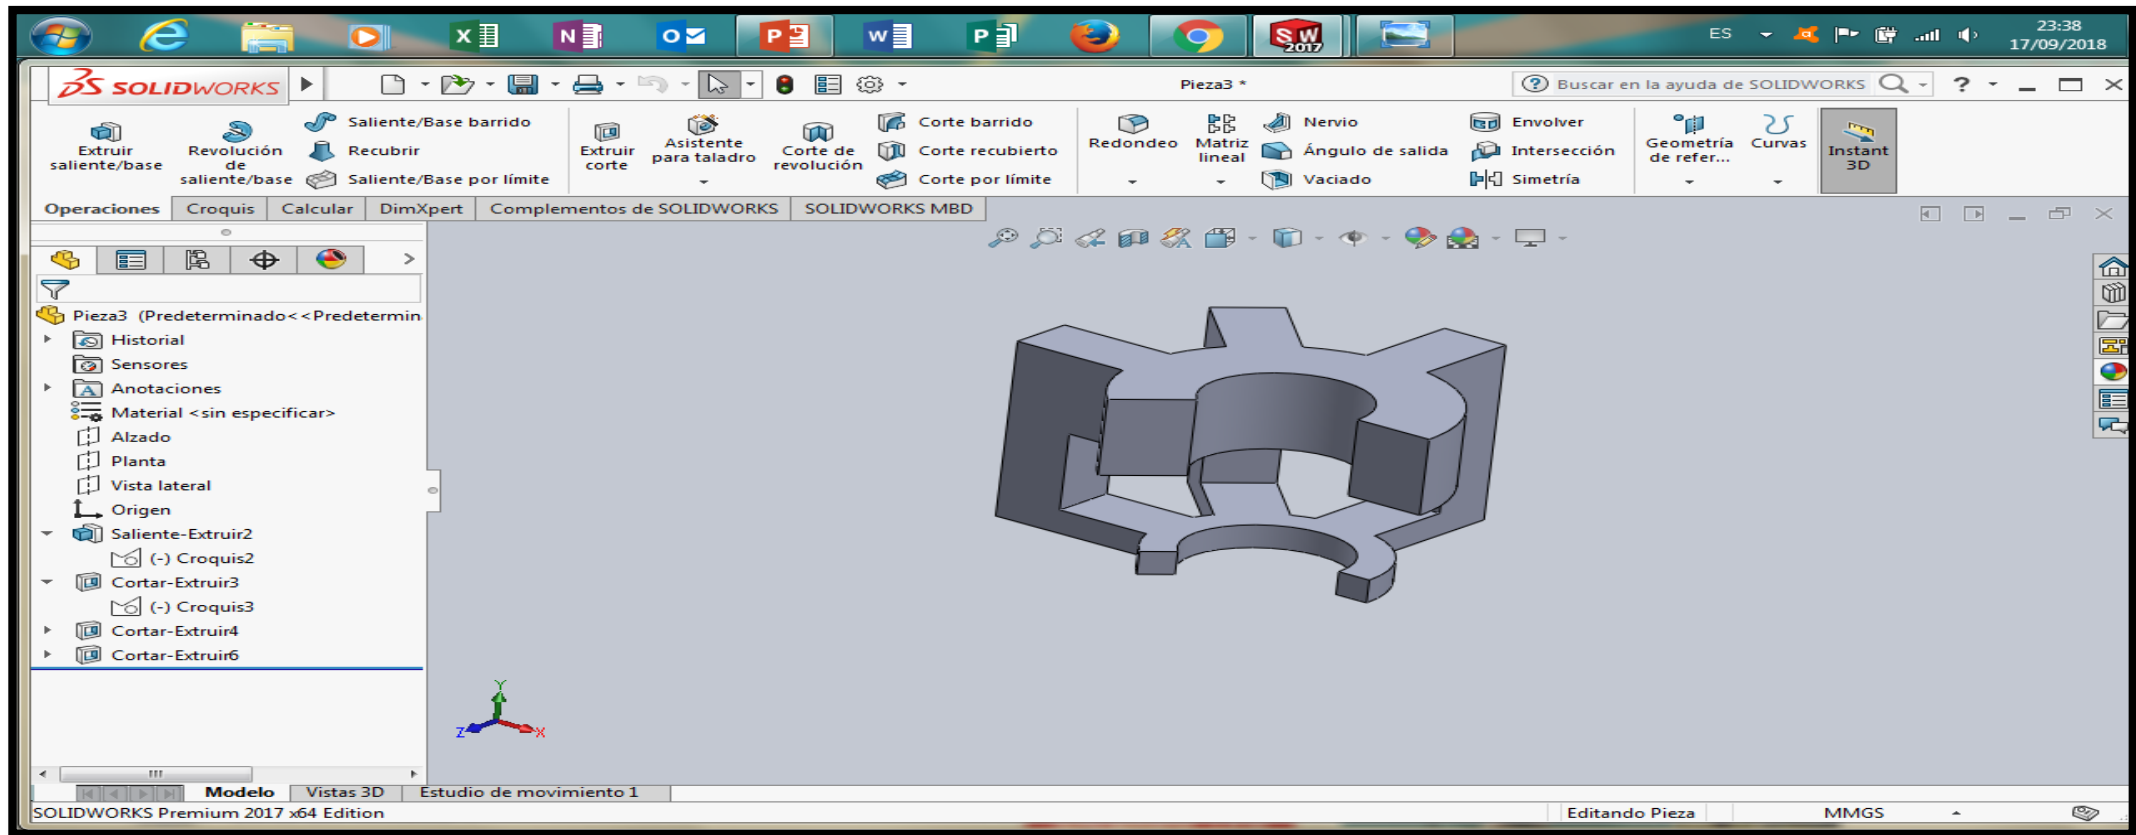 ES
23:38
17/09/2018
SOLIDWORKS
Pieza3 *
Buscar en la ayuda de SOLIDWORKS
Extruir saliente/base
Revolución de saliente/base
Saliente/Base barrido
Recubrir
Saliente/Base por límite
Extruir corte
Asistente para taladro
Corte de revolución
Corte barrido
Corte recubierto
Corte por límite
Redondeo
Matriz lineal
Nervio
Ángulo de salida
Vaciado
Envolver
Intersección
Simetría
Geometría de refer...
Curvas
Instant 3D
Operaciones
Croquis
Calcular
DimXpert
Complementos de SOLIDWORKS
SOLIDWORKS MBD
Pieza3 (Predeterminado<<Predetermin
Historial
Sensores
Anotaciones
Material <sin especificar>
Alzado
Planta
Vista lateral
Origen
Saliente-Extruir2
(-) Croquis2
Cortar-Extruir3
(-) Croquis3
Cortar-Extruir4
Cortar-Extruir6
Y
Z
X
Modelo
Vistas 3D
Estudio de movimiento 1
SOLIDWORKS Premium 2017 x64 Edition
Editando Pieza
MMGS